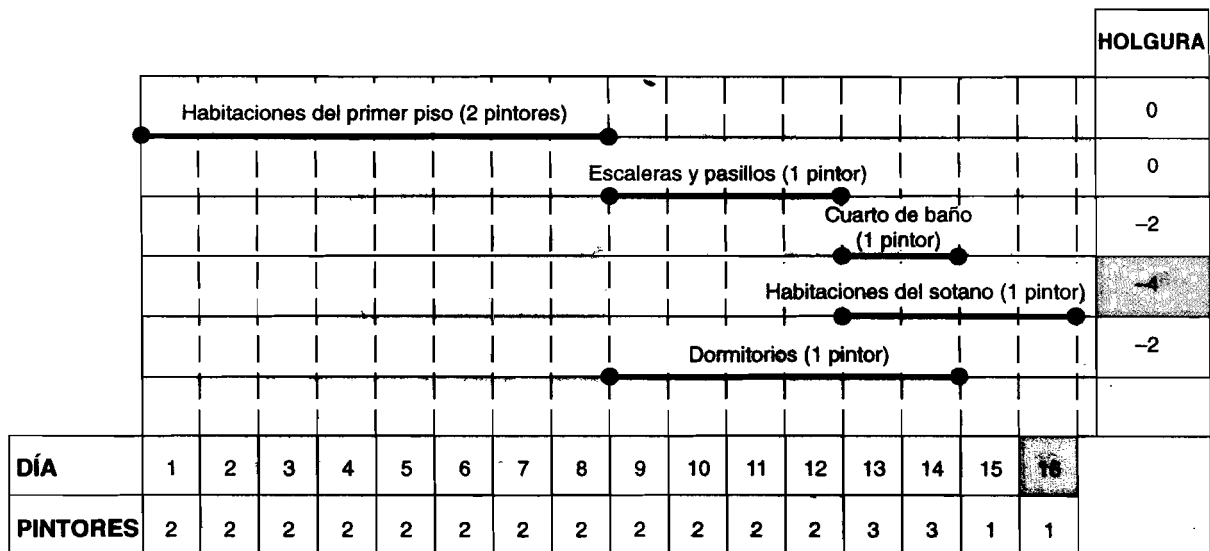 HOLGURA
Habitaciones del primer piso (2 pintores)
0
Escaleras y pasillos (1 pintor)
0
Cuarto de baño
(1 pintor)
–2
Habitaciones del sotano (1 pintor)
–4
Dormitorios (1 pintor)
–2
DÍA 1 2 3 4 5 6 7 8 9 10 11 12 13 14 15 16
PINTORES 2 2 2 2 2 2 2 2 2 2 2 2 3 3 1 1